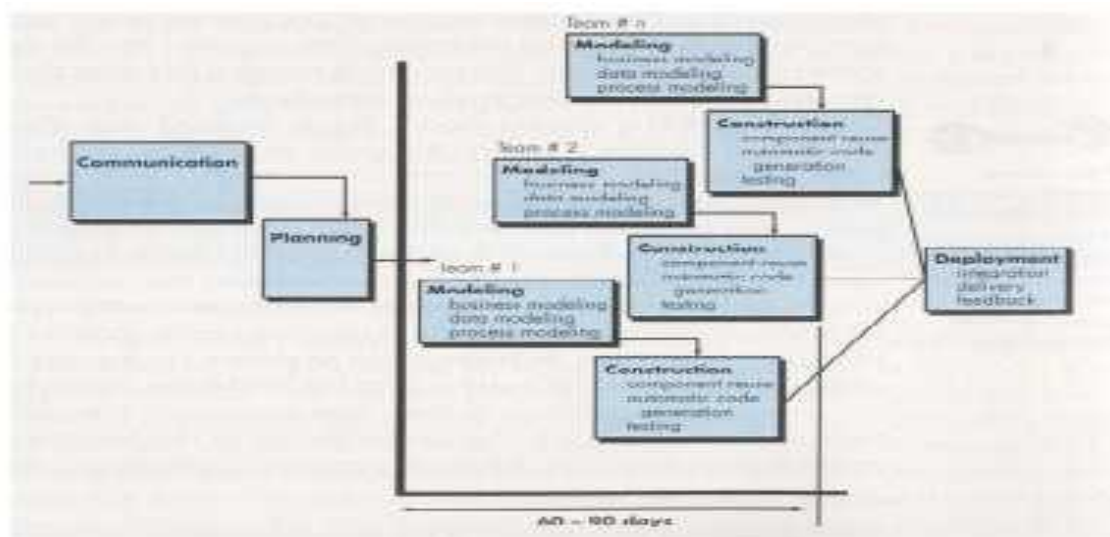 Communication
Planning
Team # 1
Modeling
business modeling
data modeling
process modeling
Construction
component reuse
automatic code
generation
testing
Team # 2
Modeling
business modeling
data modeling
process modeling
Construction
component reuse
automatic code
generation
testing
Team # n
Modeling
business modeling
data modeling
process modeling
Construction
component reuse
automatic code
generation
testing
Deployment
integration
delivery
feedback
60 – 90 days